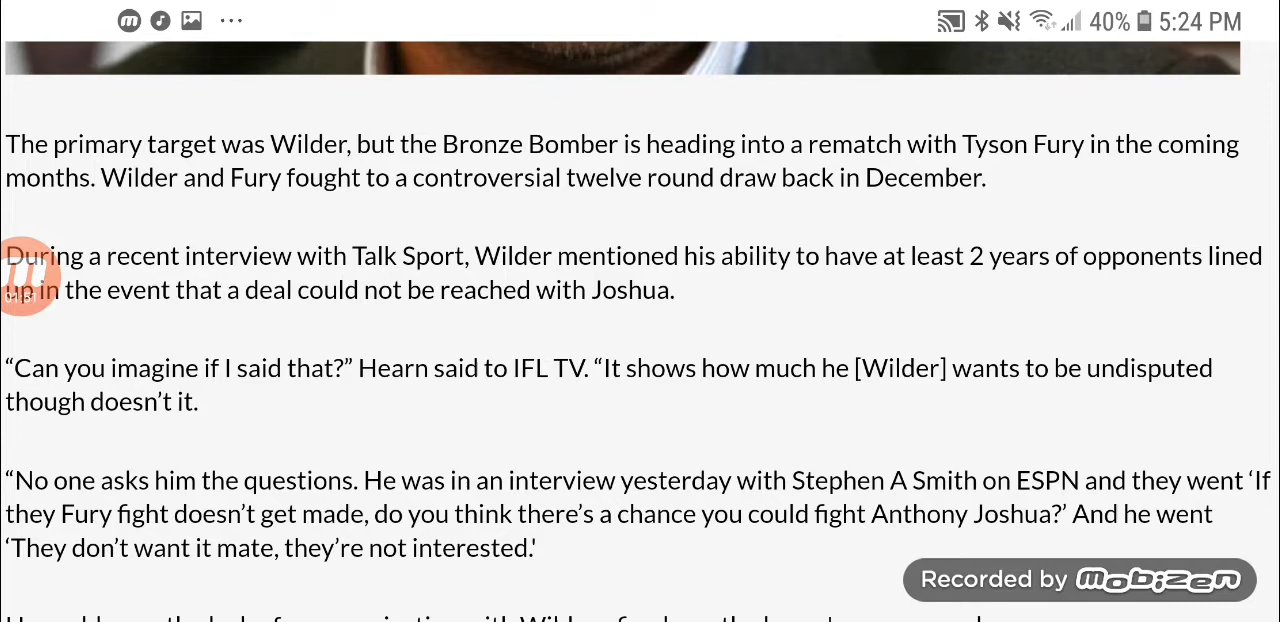 40% 5:24 PM
The primary target was Wilder, but the Bronze Bomber is heading into a rematch with Tyson Fury in the coming
months. Wilder and Fury fought to a controversial twelve round draw back in December.
During a recent interview with Talk Sport, Wilder mentioned his ability to have at least 2 years of opponents lined
up in the event that a deal could not be reached with Joshua.
“Can you imagine if I said that?” Hearn said to IFL TV. “It shows how much he [Wilder] wants to be undisputed
though doesn’t it.
“No one asks him the questions. He was in an interview yesterday with Stephen A Smith on ESPN and they went ‘If
they Fury fight doesn’t get made, do you think there’s a chance you could fight Anthony Joshua?’ And he went
‘They don’t want it mate, they’re not interested.'
Recorded by mobizen